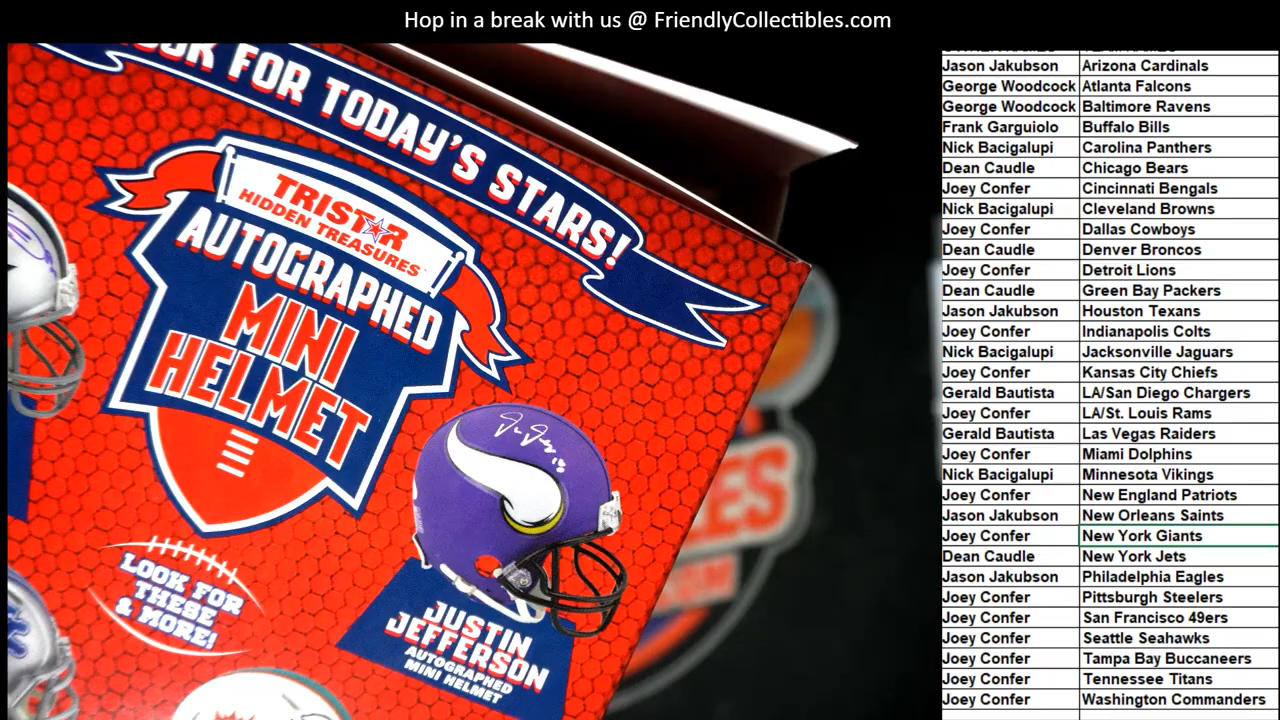 Hop in a break with us @ FriendlyCollectibles.com
LOOK FOR TODAY'S STARS!
TRISTAR
HIDDEN TREASURES
AUTOGRAPHED
MINI
HELMET
LOOK FOR
THESE
& MORE!
JUSTIN
JEFFERSON
AUTOGRAPHED
MINI HELMET
Jason Jakubson Arizona Cardinals
George Woodcock Atlanta Falcons
George Woodcock Baltimore Ravens
Frank Garguiolo Buffalo Bills
Nick Bacigalupi Carolina Panthers
Dean Caudle Chicago Bears
Joey Confer Cincinnati Bengals
Nick Bacigalupi Cleveland Browns
Joey Confer Dallas Cowboys
Dean Caudle Denver Broncos
Joey Confer Detroit Lions
Dean Caudle Green Bay Packers
Jason Jakubson Houston Texans
Joey Confer Indianapolis Colts
Nick Bacigalupi Jacksonville Jaguars
Joey Confer Kansas City Chiefs
Gerald Bautista LA/San Diego Chargers
Joey Confer LA/St. Louis Rams
Gerald Bautista Las Vegas Raiders
Joey Confer Miami Dolphins
Nick Bacigalupi Minnesota Vikings
Joey Confer New England Patriots
Jason Jakubson New Orleans Saints
Joey Confer New York Giants
Dean Caudle New York Jets
Jason Jakubson Philadelphia Eagles
Joey Confer Pittsburgh Steelers
Joey Confer San Francisco 49ers
Joey Confer Seattle Seahawks
Joey Confer Tampa Bay Buccaneers
Joey Confer Tennessee Titans
Joey Confer Washington Commanders